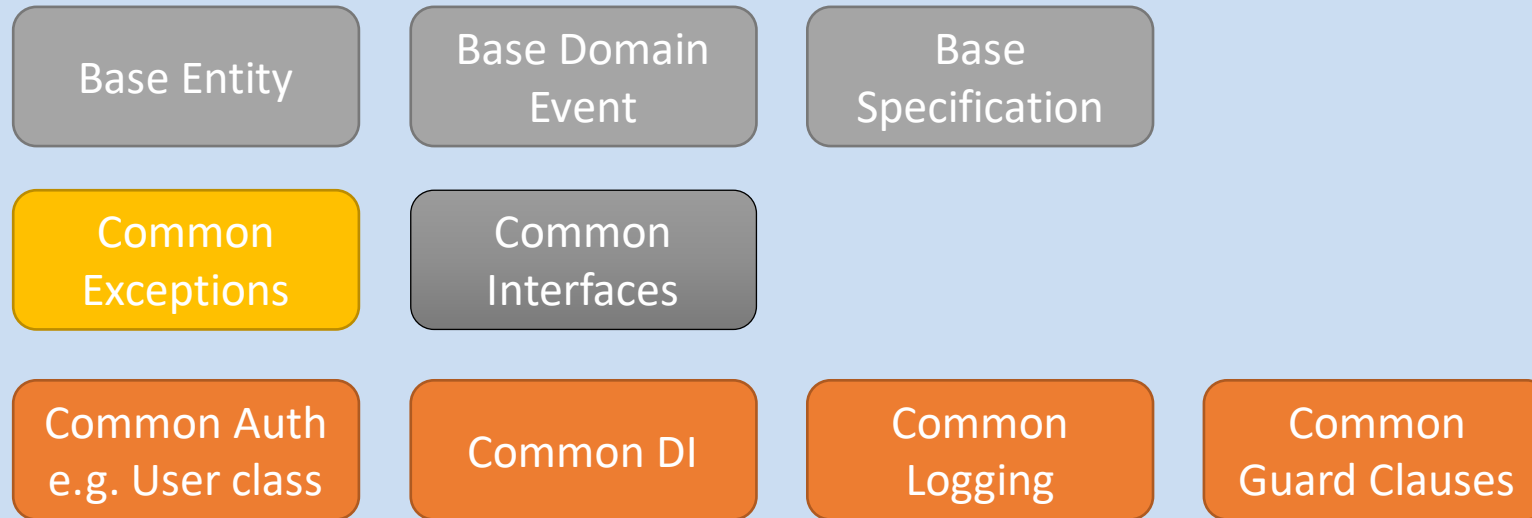 Base Entity
Base Domain
Event
Base
Specification
Common
Exceptions
Common
Interfaces
Common Auth
e.g. User class
Common DI
Common
Logging
Common
Guard Clauses